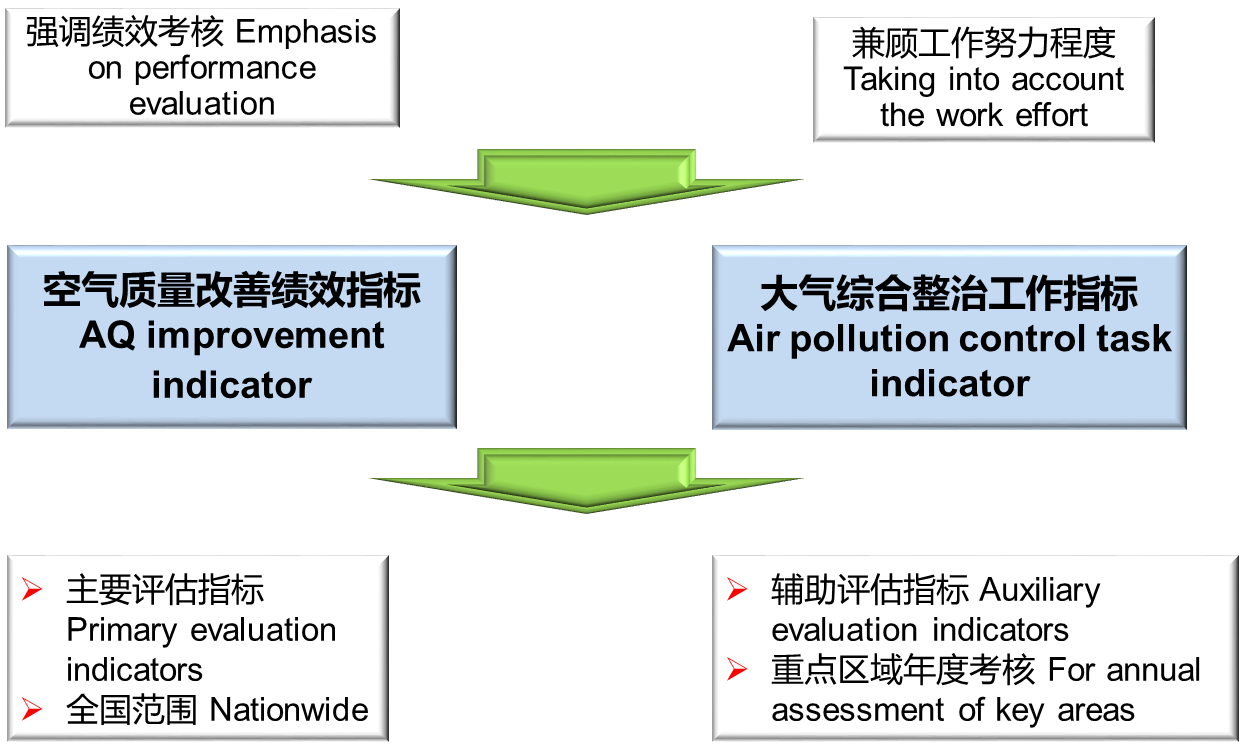 强调绩效考核 Emphasis
on performance
evaluation
兼顾工作努力程度
Taking into account
the work effort
空气质量改善绩效指标
AQ improvement
indicator
大气综合整治工作指标
Air pollution control task
indicator
主要评估指标
Primary evaluation
indicators
全国范围 Nationwide
辅助评估指标 Auxiliary
evaluation indicators
重点区域年度考核 For annual
assessment of key areas